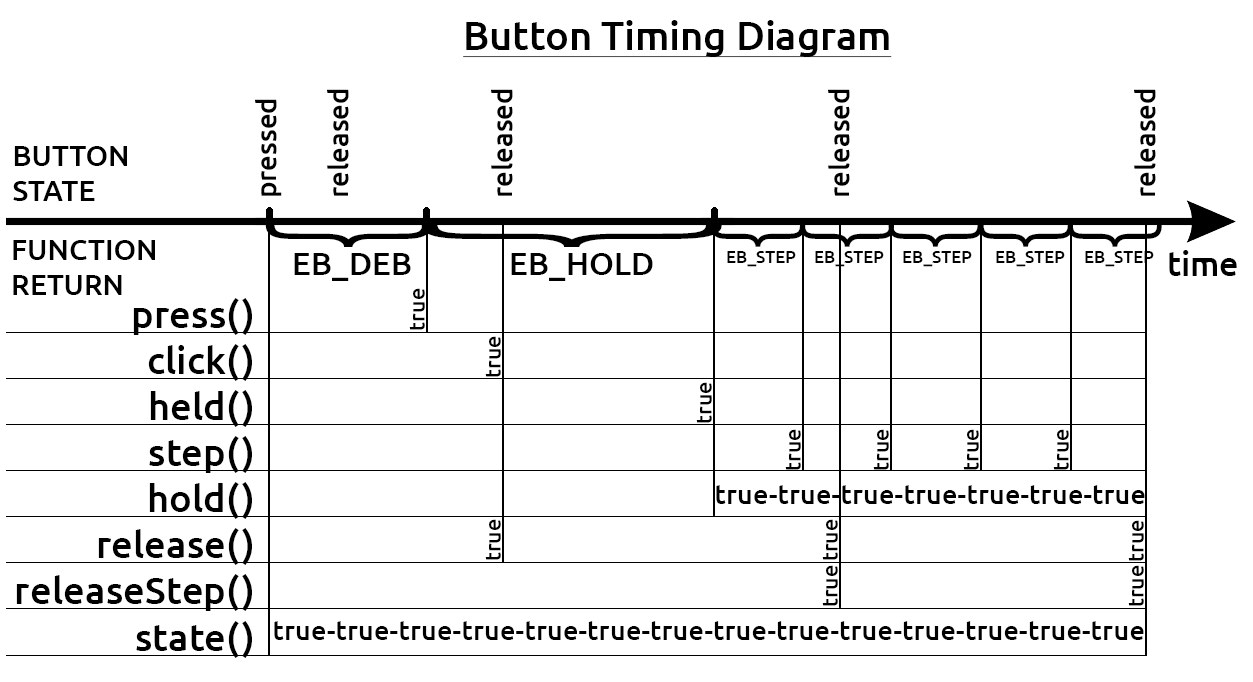 Button Timing Diagram
pressed
released
released
released
released
BUTTON
STATE
FUNCTION
RETURN
EB_DEB
EB_HOLD
EB_STEP
EB_STEP
EB_STEP
EB_STEP
EB_STEP
time
press()
true
click()
true
held()
true
step()
true
true
true
true
hold()
true-true-true-true-true-true-true
release()
true
true
true
releaseStep()
true
true
state()
true-true-true-true-true-true-true-true-true-true-true-true-true-true